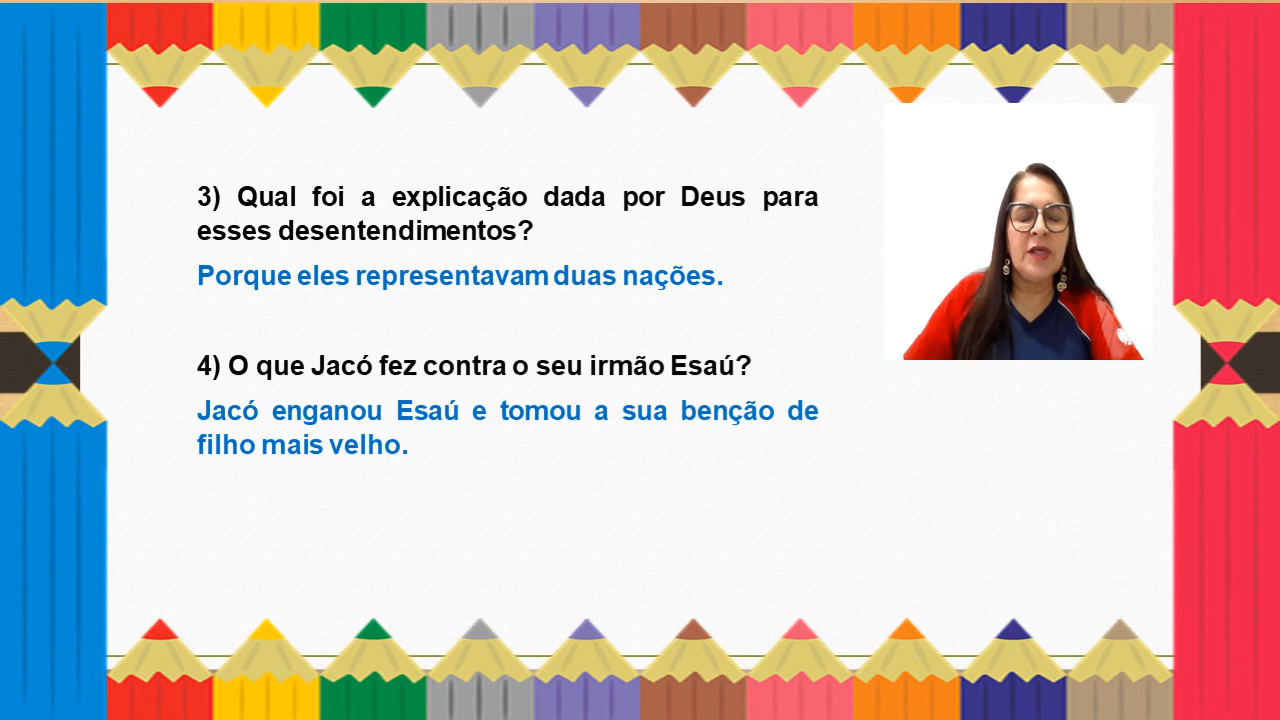 3) Qual foi a explicação dada por Deus para
esses desentendimentos?
Porque eles representavam duas nações.
4) O que Jacó fez contra o seu irmão Esaú?
Jacó enganou Esaú e tomou a sua benção de
filho mais velho.